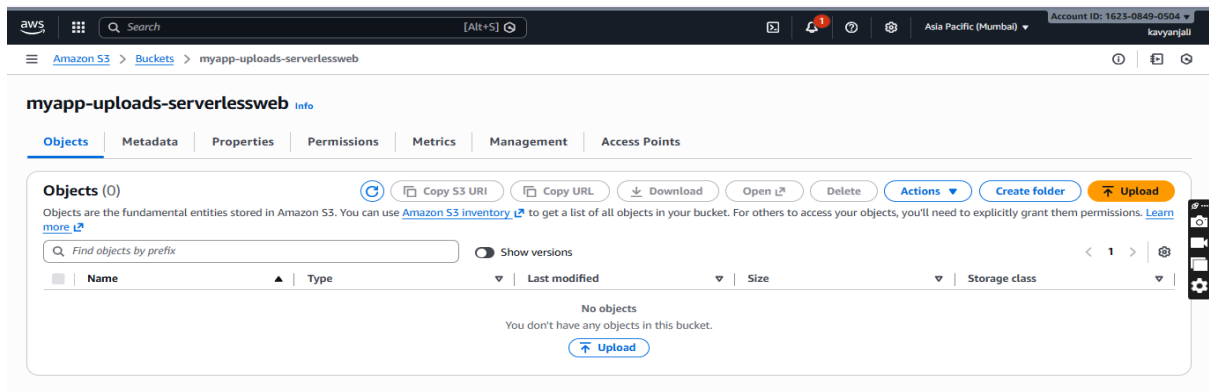 aws Search [Alt+S] 1 Asia Pacific (Mumbai) Account ID: 1623-0849-0504
kavyanjali
Amazon S3 > Buckets > myapp-uploads-serverlessweb
myapp-uploads-serverlessweb Info
Objects Metadata Properties Permissions Metrics Management Access Points
Objects (0) Copy S3 URI Copy URL Download Open Delete Actions Create folder Upload
Objects are the fundamental entities stored in Amazon S3. You can use Amazon S3 inventory to get a list of all objects in your bucket. For others to access your objects, you'll need to explicitly grant them permissions. Learn
more
Find objects by prefix Show versions < 1 >
Name Type Last modified Size Storage class
No objects
You don't have any objects in this bucket.
Upload